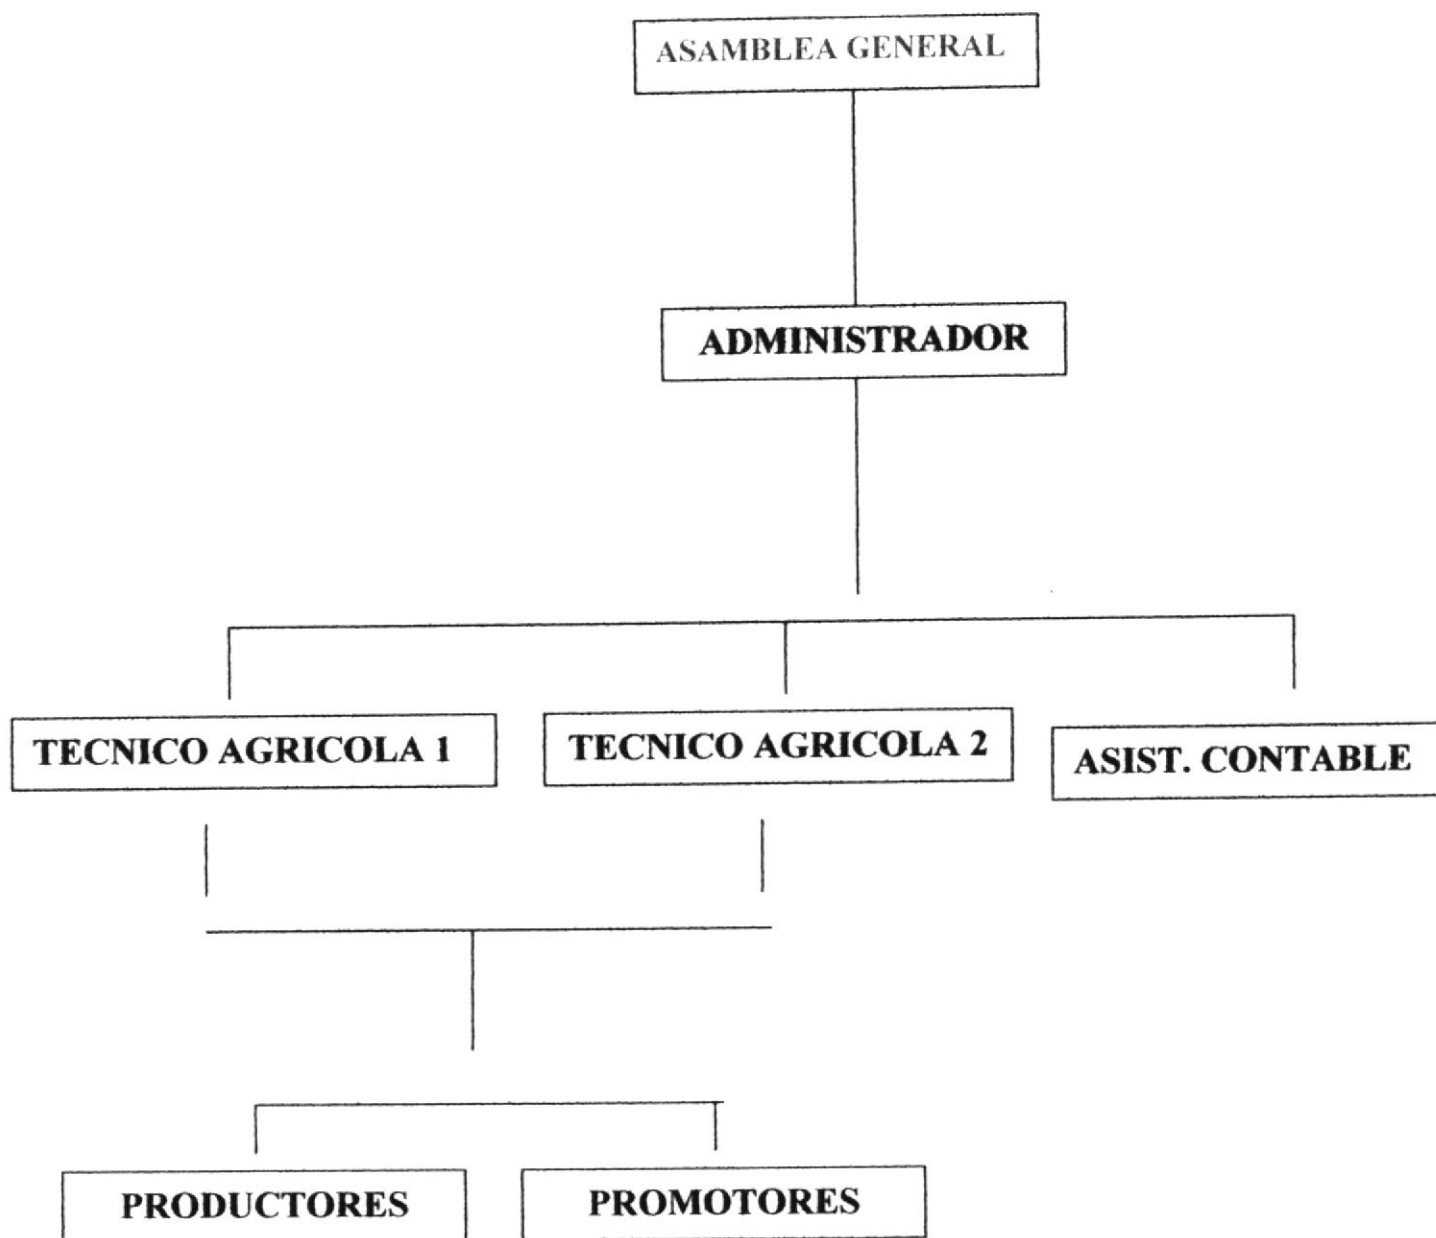 ASAMBLEA GENERAL
ADMINISTRADOR
TECNICO AGRICOLA 1
TECNICO AGRICOLA 2
ASIST. CONTABLE
PRODUCTORES
PROMOTORES